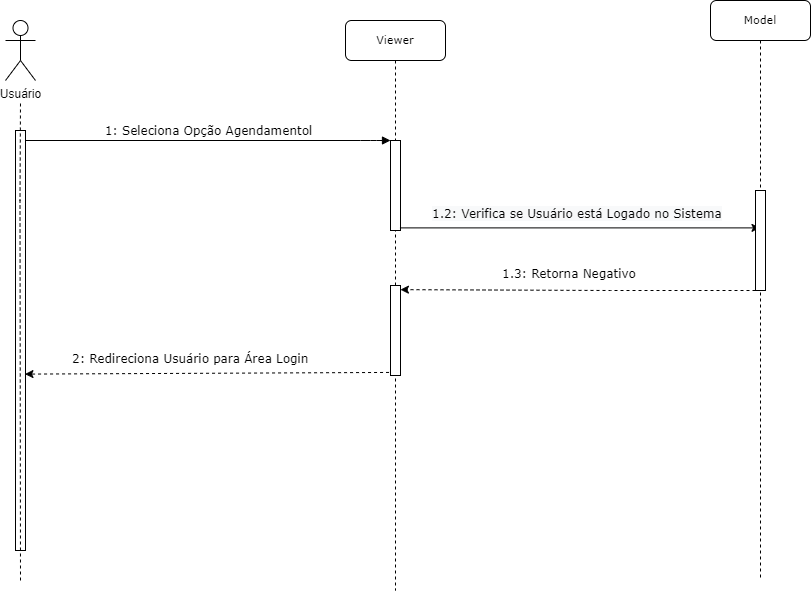 Model
Viewer
Usuário
1: Seleciona Opção Agendamentol
1.2: Verifica se Usuário está Logado no Sistema
1.3: Retorna Negativo
2: Redireciona Usuário para Área Login